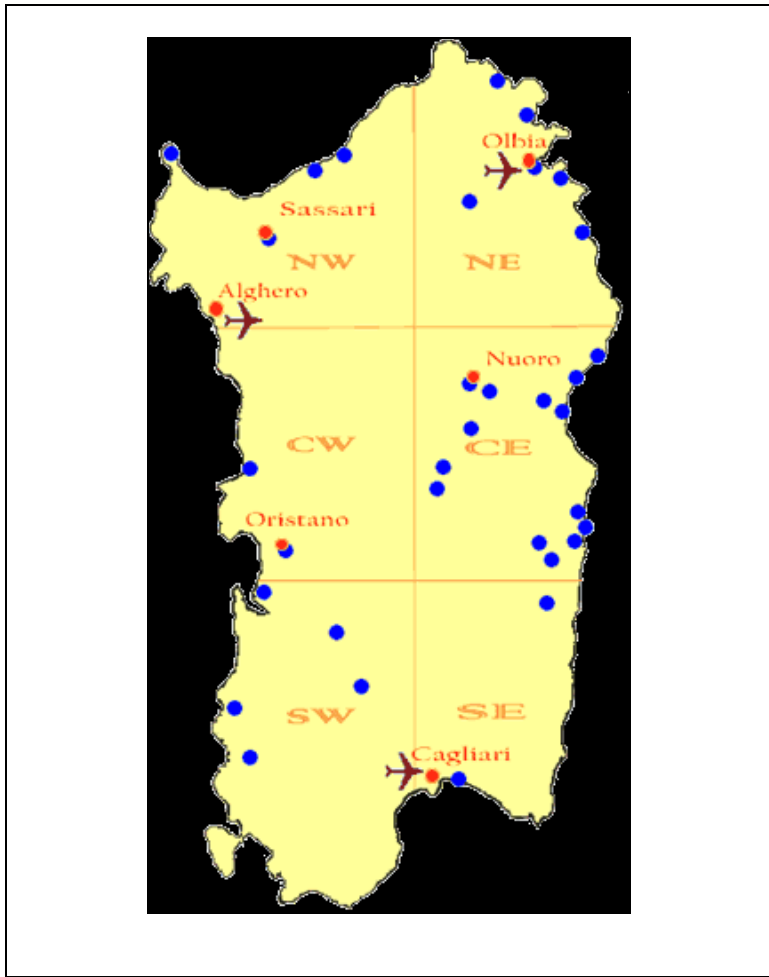 Olbia
Sassari
NW NE
Alghero
Nuoro
CW CE
Oristano
SW SE
Cagliari